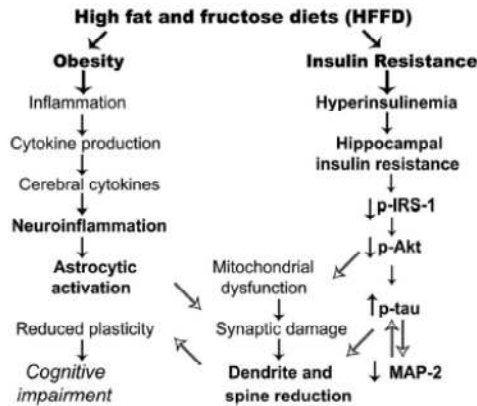 High fat and fructose diets (HFFD)
Obesity
Inflammation
Cytokine production
Cerebral cytokines
Neuroinflammation
Astrocytic
activation
Reduced plasticity
Cognitive
impairment
Mitochondrial
dysfunction
Synaptic damage
Dendrite and
spine reduction
Insulin Resistance
Hyperinsulinemia
Hippocampal
insulin resistance
↓p-IRS-1
↓p-Akt
↑p-tau
↓ MAP-2